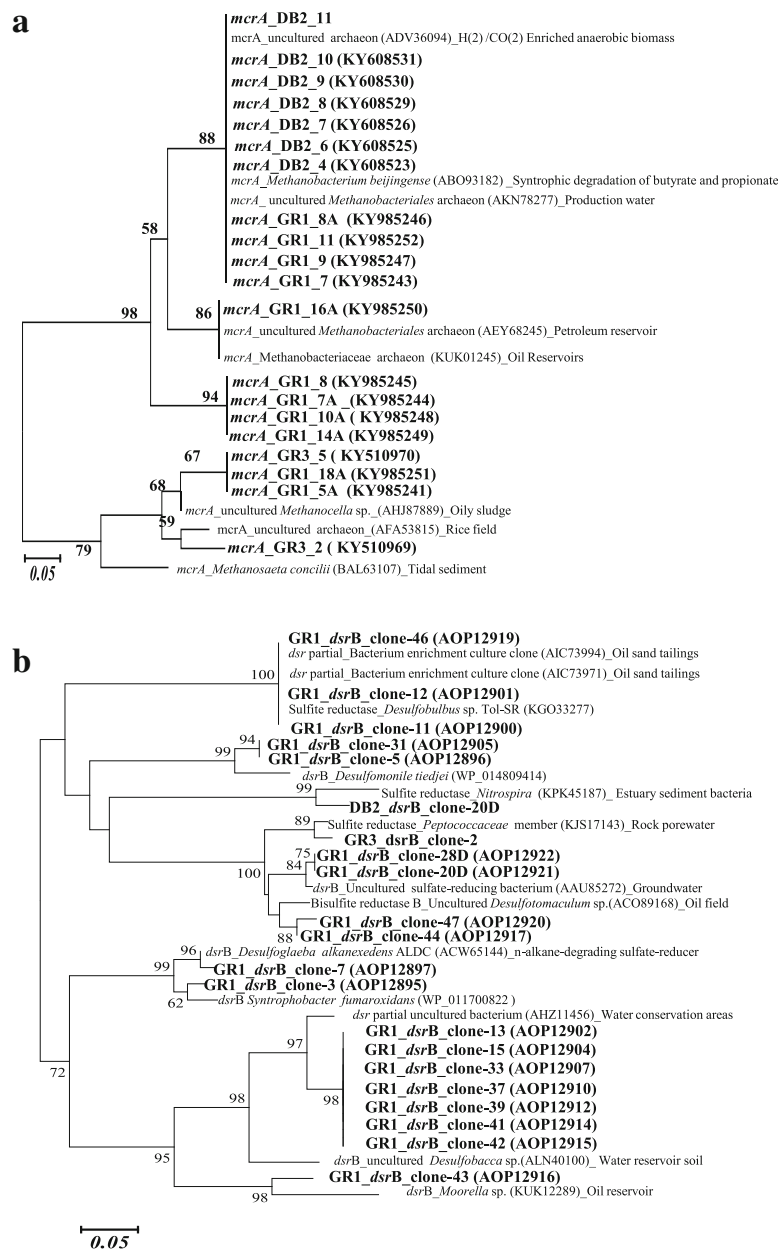 a
mcrA_DB2_11
mcrA_uncultured archaeon (ADV36094)_H(2) /CO(2) Enriched anaerobic biomass
mcrA_DB2_10 (KY608531)
mcrA_DB2_9 (KY608530)
mcrA_DB2_8 (KY608529)
mcrA_DB2_7 (KY608526)
88
mcrA_DB2_6 (KY608525)
mcrA_DB2_4 (KY608523)
mcrA_Methanobacterium beijingense (ABO93182) _Syntrophic degradation of butyrate and propionate
mcrA_ uncultured Methanobacteriales archaeon (AKN78277)_Production water
mcrA_GR1_8A (KY985246)
58
mcrA_GR1_11 (KY985252)
mcrA_GR1_9 (KY985247)
mcrA_GR1_7 (KY985243)
98
86
mcrA_GR1_16A (KY985250)
mcrA_uncultured Methanobacteriales archaeon (AEY68245)_Petroleum reservoir
mcrA_Methanobacteriaceae archaeon (KUK01245)_Oil Reservoirs
mcrA_GR1_8 (KY985245)
94
mcrA_GR1_7A _(KY985244)
mcrA_GR1_10A ( KY985248)
mcrA_GR1_14A (KY985249)
67
mcrA_GR3_5 ( KY510970)
mcrA_GR1_18A (KY985251)
68
mcrA_GR1_5A (KY985241)
mcrA_uncultured Methanocella sp._(AHJ87889)_Oily sludge
59
mcrA_uncultured archaeon_(AFA53815)_Rice field
79
mcrA_GR3_2 ( KY510969)
0.05
mcrA_Methanosaeta concilii (BAL63107)_Tidal sediment
b
GR1_dsrB_clone-46 (AOP12919)
dsr partial_Bacterium enrichment culture clone (AIC73994)_Oil sand tailings
100
dsr partial_Bacterium enrichment culture clone (AIC73971)_Oil sand tailings
GR1_dsrB_clone-12 (AOP12901)
Sulfite reductase_Desulfobulbus sp. Tol-SR (KGO33277)
GR1_dsrB_clone-11 (AOP12900)
94
GR1_dsrB_clone-31 (AOP12905)
99
GR1_dsrB_clone-5 (AOP12896)
dsrB_Desulfomonile tiedjei (WP_014809414)
99
Sulfite reductase_Nitrospira (KPK45187)_ Estuary sediment bacteria
DB2_dsrB_clone-20D
89
Sulfite reductase_Peptococcaceae member (KJS17143)_Rock porewater
GR3_dsrB_clone-2
75
GR1_dsrB_clone-28D (AOP12922)
84
100
GR1_dsrB_clone-20D (AOP12921)
dsrB_Uncultured sulfate-reducing bacterium (AAU85272)_Groundwater
Bisulfite reductase B_Uncultured Desulfotomaculum sp.(ACO89168)_Oil field
GR1_dsrB_clone-47 (AOP12920)
88
GR1_dsrB_clone-44 (AOP12917)
96
dsrB_Desulfoglaeba alkanexedens ALDC (ACW65144)_n-alkane-degrading sulfate-reducer
99
GR1_dsrB_clone-7 (AOP12897)
GR1_dsrB_clone-3 (AOP12895)
62
dsrB Syntrophobacter fumaroxidans (WP_011700822 )
dsr partial uncultured bacterium (AHZ11456)_Water conservation areas
97
GR1_dsrB_clone-13 (AOP12902)
GR1_dsrB_clone-15 (AOP12904)
72
GR1_dsrB_clone-33 (AOP12907)
98
98
GR1_dsrB_clone-37 (AOP12910)
GR1_dsrB_clone-39 (AOP12912)
GR1_dsrB_clone-41 (AOP12914)
GR1_dsrB_clone-42 (AOP12915)
95
dsrB_uncultured Desulfobacca sp.(ALN40100)_ Water reservoir soil
GR1_dsrB_clone-43 (AOP12916)
98
dsrB_Moorella sp. (KUK12289)_Oil reservoir
0.05